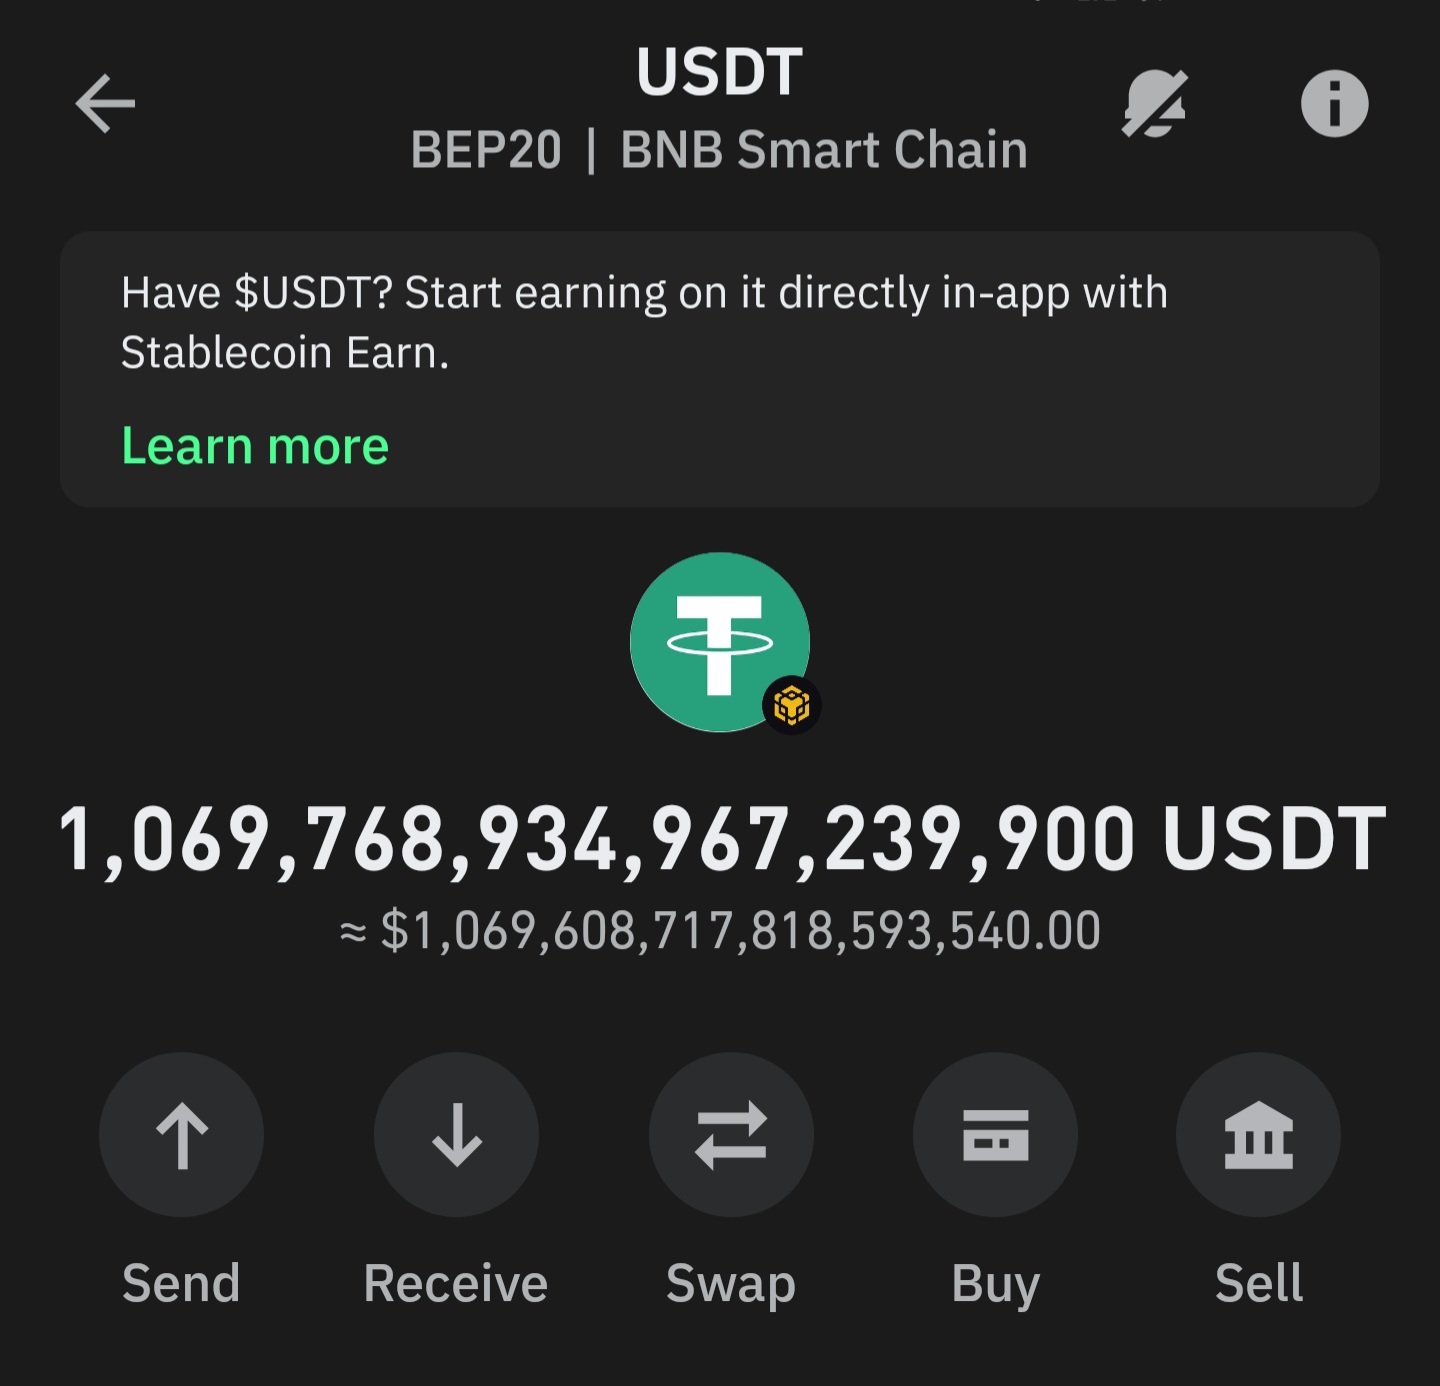 USDT
BEP20 | BNB Smart Chain
Have $USDT? Start earning on it directly in-app with
Stablecoin Earn.
Learn more
1,069,768,934,967,239,900 USDT
≈ $1,069,608,717,818,593,540.00
Send Receive Swap Buy Sell